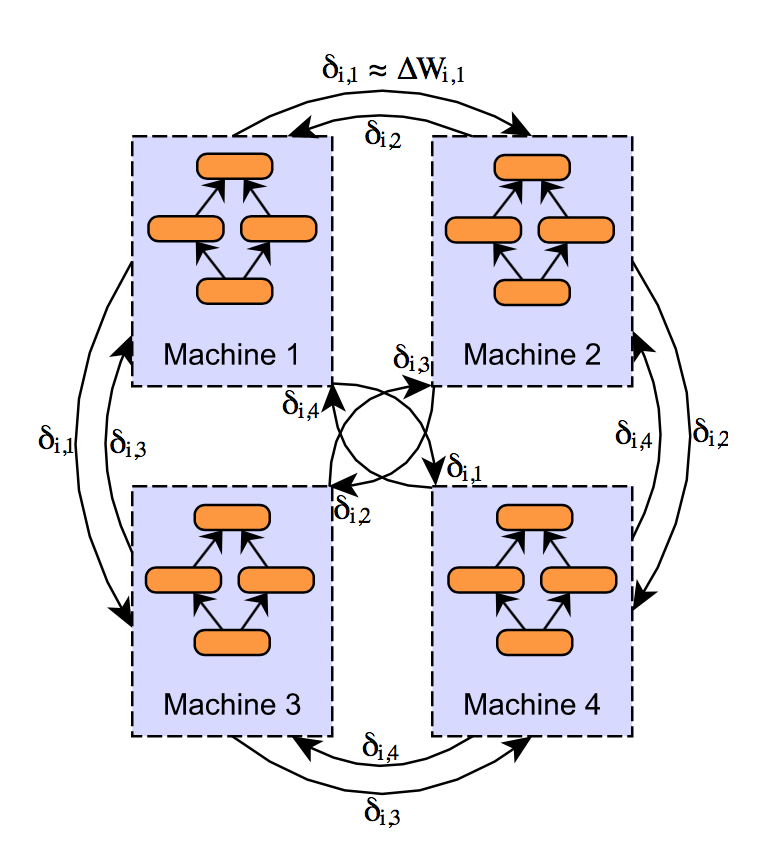 δi,1 ≈ ΔWi,1
δi,2
Machine 1
Machine 2
δi,3
δi,4
δi,1
δi,3
δi,4
δi,2
δi,1
δi,2
Machine 3
Machine 4
δi,4
δi,3